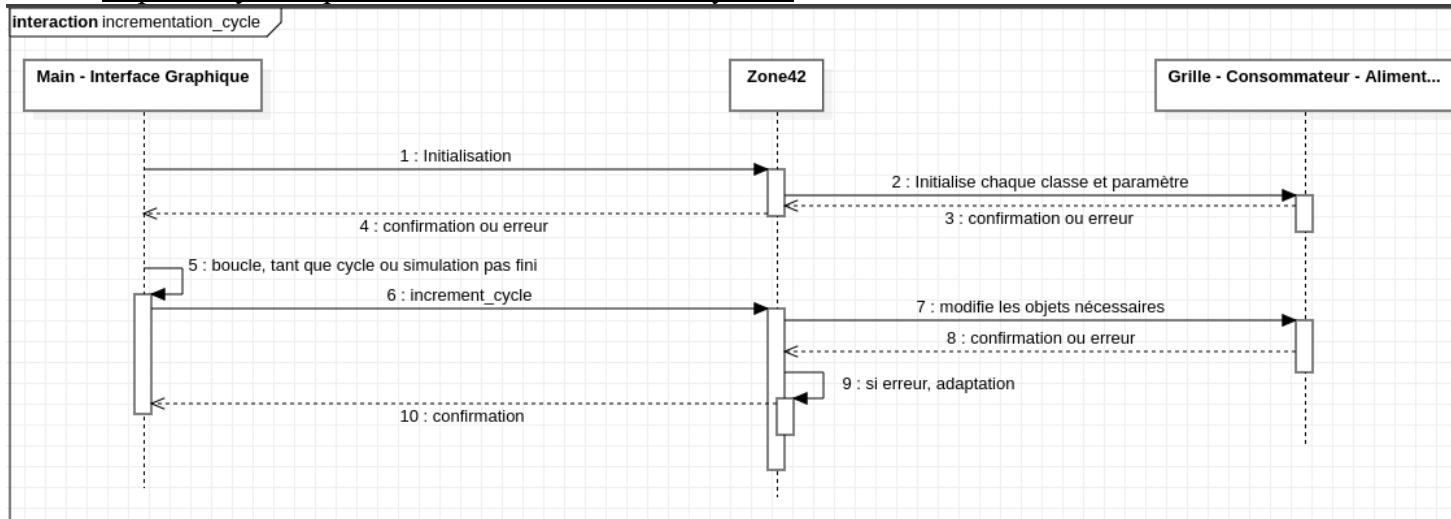 interaction incrementation_cycle
Main - Interface Graphique
Zone42
Grille - Consommateur - Aliment...
1 : Initialisation
2 : Initialise chaque classe et paramètre
3 : confirmation ou erreur
4 : confirmation ou erreur
5 : boucle, tant que cycle ou simulation pas fini
6 : increment_cycle
7 : modifie les objets nécessaires
8 : confirmation ou erreur
9 : si erreur, adaptation
10 : confirmation